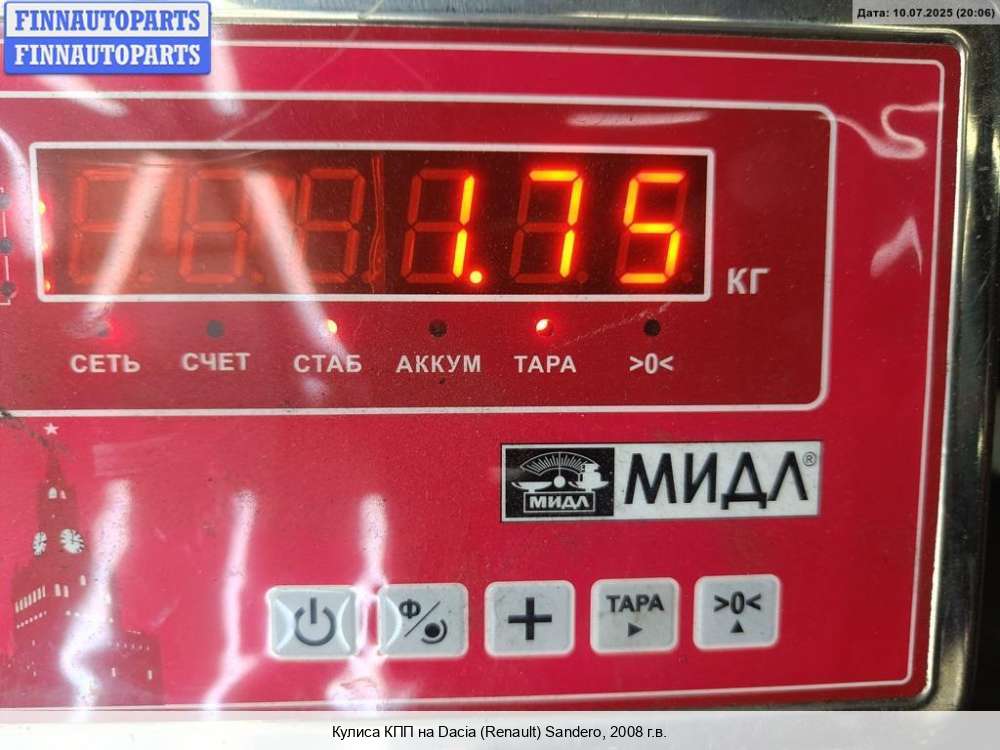 FINNAUTOPARTS
FINNAUTOPARTS
Дата: 10.07.2025 (20:06)
1.75
КГ
СЕТЬ СЧЕТ СТАБ АККУМ ТАРА >0<
МИДЛ МИДЛ®
Ф + ТАРА >0<
Кулиса КПП на Dacia (Renault) Sandero, 2008 г.в.